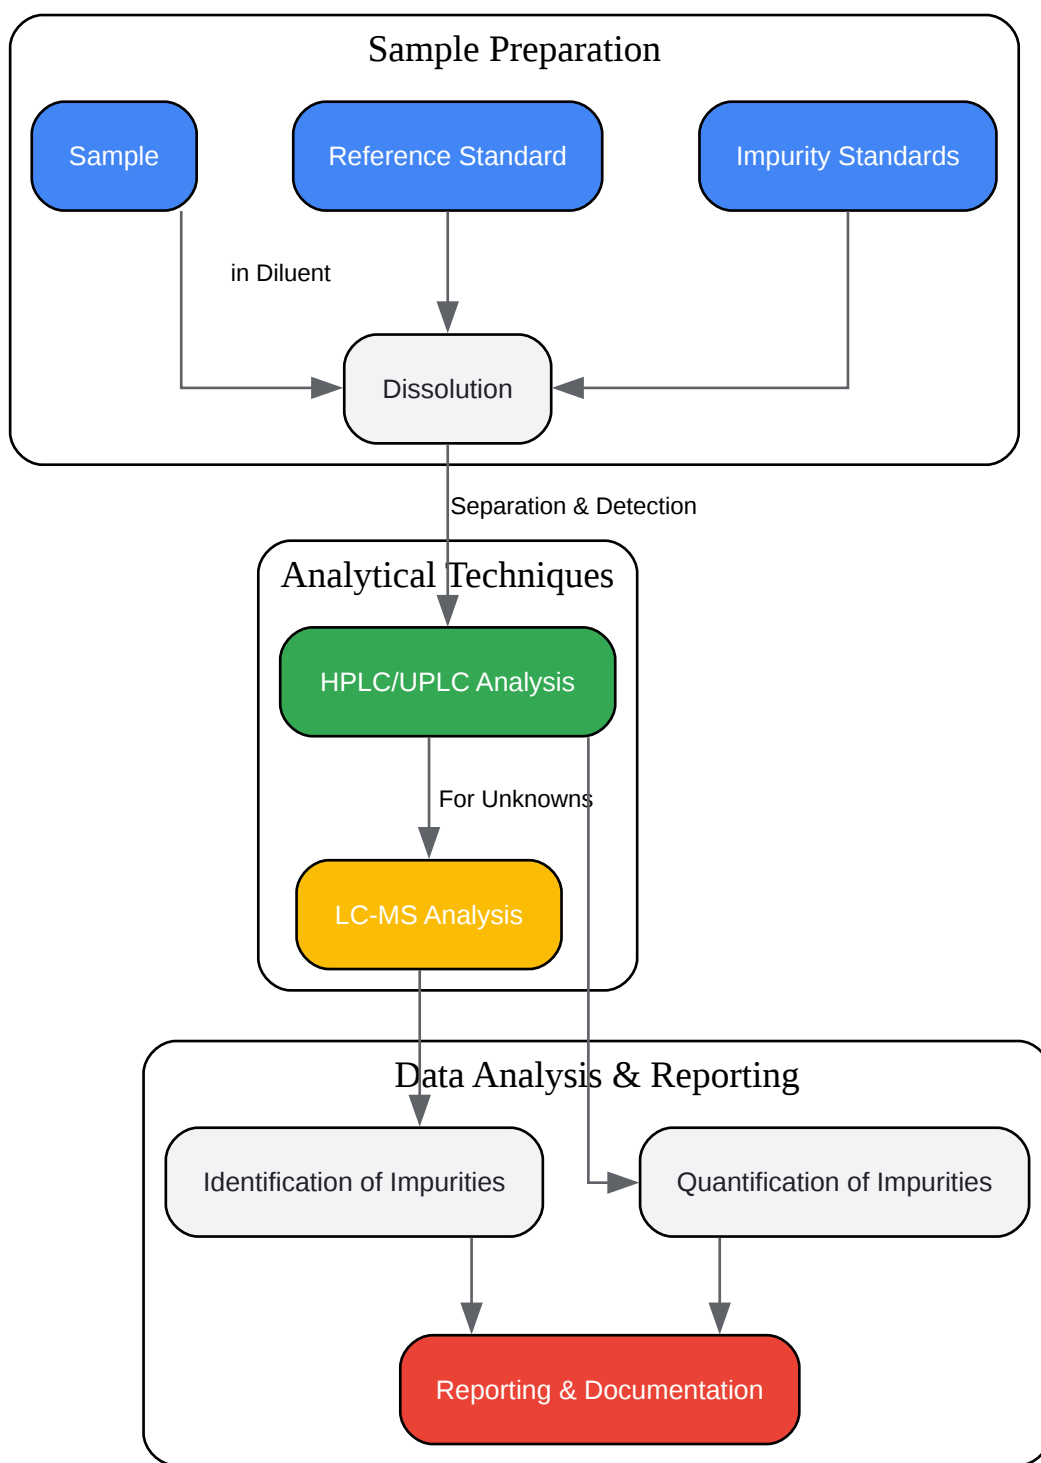 Sample Preparation
Sample
Reference Standard
Impurity Standards
in Diluent
Dissolution
Separation & Detection
Analytical Techniques
HPLC/UPLC Analysis
For Unknowns
LC-MS Analysis
Data Analysis & Reporting
Identification of Impurities
Quantification of Impurities
Reporting & Documentation